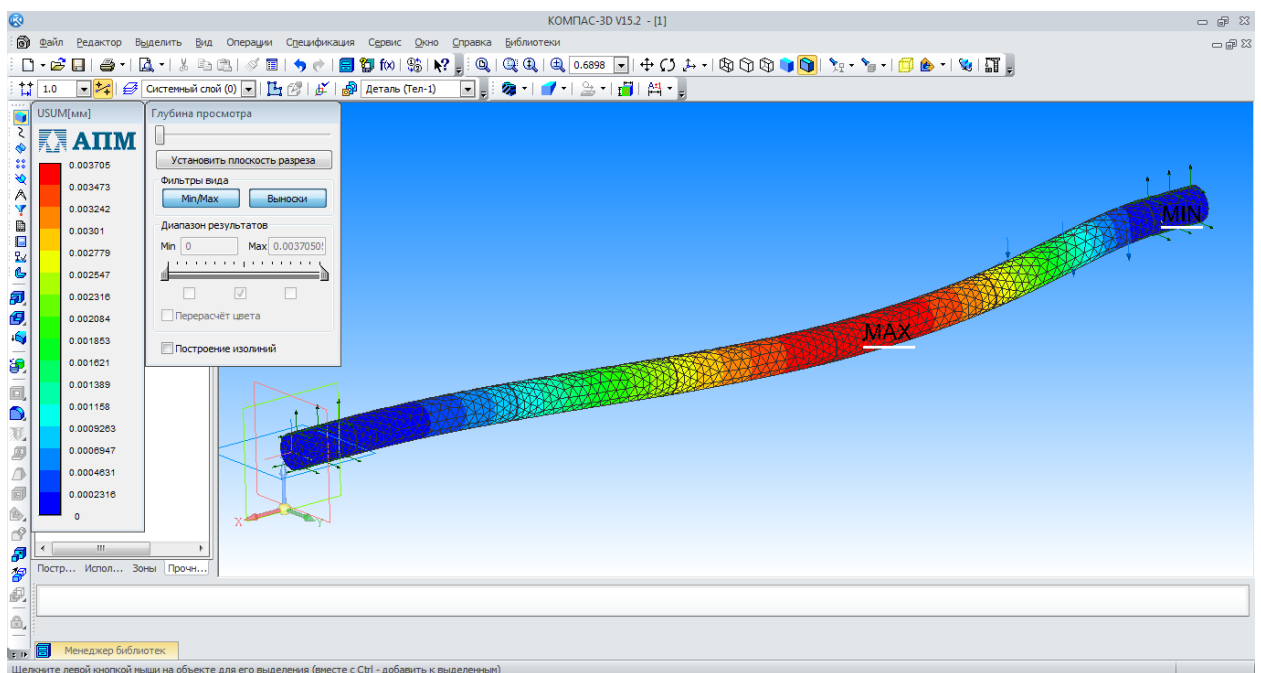 КОМПАС-3D V15.2 - [1]
Файл Редактор Выделить Вид Операции Спецификация Сервис Окно Справка Библиотеки
0.6898
1.0 Системный слой (0) Деталь (Тел-1)
USUM[мм]
АПМ
0.003705
0.003473
0.003242
0.00301
0.002779
0.002547
0.002316
0.002084
0.001853
0.001621
0.001389
0.001158
0.0009263
0.0006947
0.0004631
0.0002316
0
Глубина просмотра
Установить плоскость разреза
Фильтры вида
Min/Max Выноски
Диапазон результатов
Min 0 Max 0.0037050
Перерасчёт цвета
Построение изолиний
MIN
MAX
X Y
Постр... Испол... Зоны Прочн...
Менеджер библиотек
Щелкните левой кнопкой мыши на объекте для его выделения (вместе с Ctrl - добавить к выделенным)